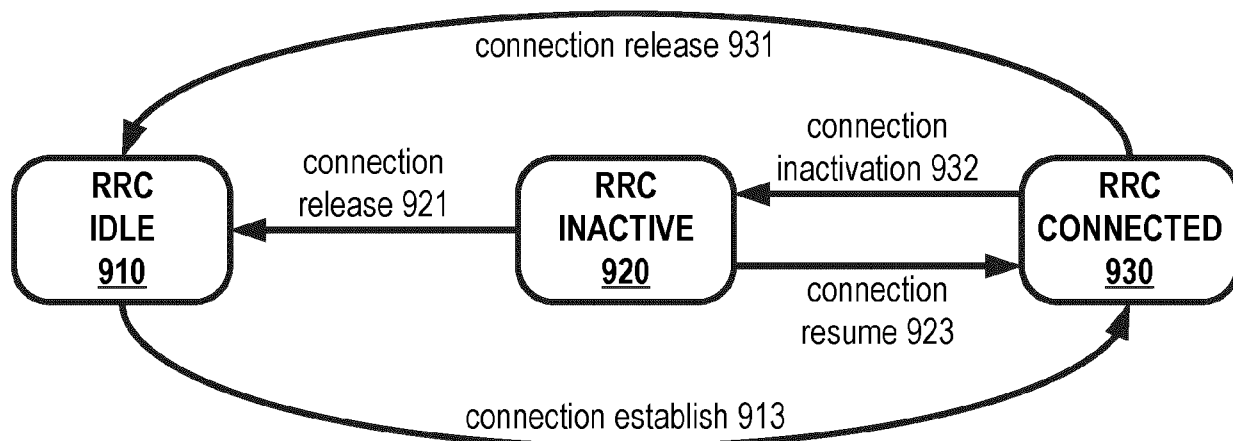 connection release 931
connection
release 921
connection
inactivation 932
RRC
IDLE
910
RRC
INACTIVE
920
RRC
CONNECTED
930
connection
resume 923
connection establish 913